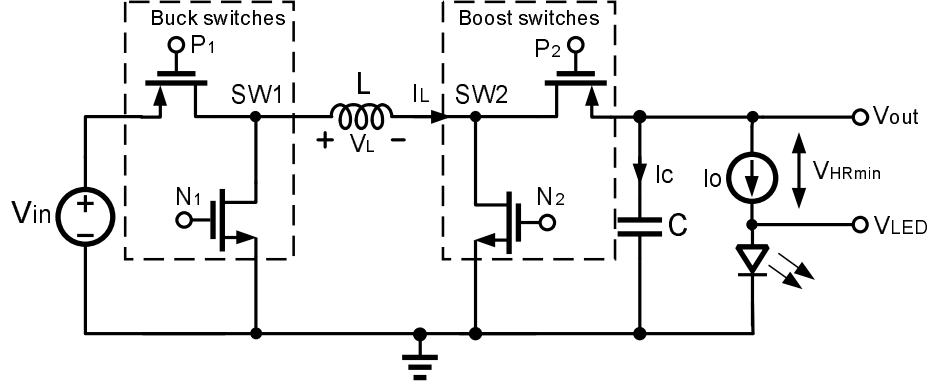 Buck switches
Boost switches
P1
P2
SW1
L
IL
SW2
Vout
+ VL −
Ic
Io
VHRmin
N1
N2
Vin
+
−
C
VLED